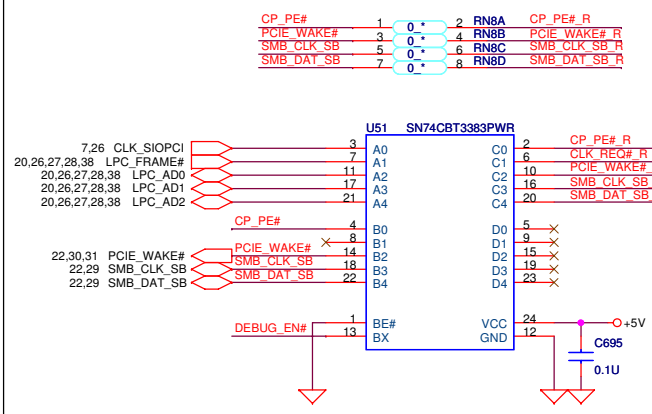 CP_PE# 1 0_* 2 RN8A CP_PE#_R
PCIE_WAKE# 3 4 RN8B PCIE_WAKE#_R
SMB_CLK_SB 5 6 RN8C SMB_CLK_SB_R
SMB_DAT_SB 7 0_* 8 RN8D SMB_DAT_SB_R
U51 SN74CBT3383PWR
7,26 CLK_SIOPCI 3 A0 C0 2 CP_PE#_R
20,26,27,28,38 LPC_FRAME# 7 A1 C1 6 CLK_REQ#_R
20,26,27,28,38 LPC_AD0 11 A2 C2 10 PCIE_WAKE#_
20,26,27,28,38 LPC_AD1 17 A3 C3 16 SMB_CLK_SB
20,26,27,28,38 LPC_AD2 21 A4 C4 20 SMB_DAT_SB
CP_PE# 4 B0 D0 5
8 B1 D1 9
22,30,31 PCIE_WAKE# PCIE_WAKE# 14 B2 D2 15
22,29 SMB_CLK_SB SMB_CLK_SB 18 B3 D3 19
22,29 SMB_DAT_SB SMB_DAT_SB 22 B4 D4 23
1 BE# VCC 24 +5V
DEBUG_EN# 13 BX GND 12
C695
0.1U